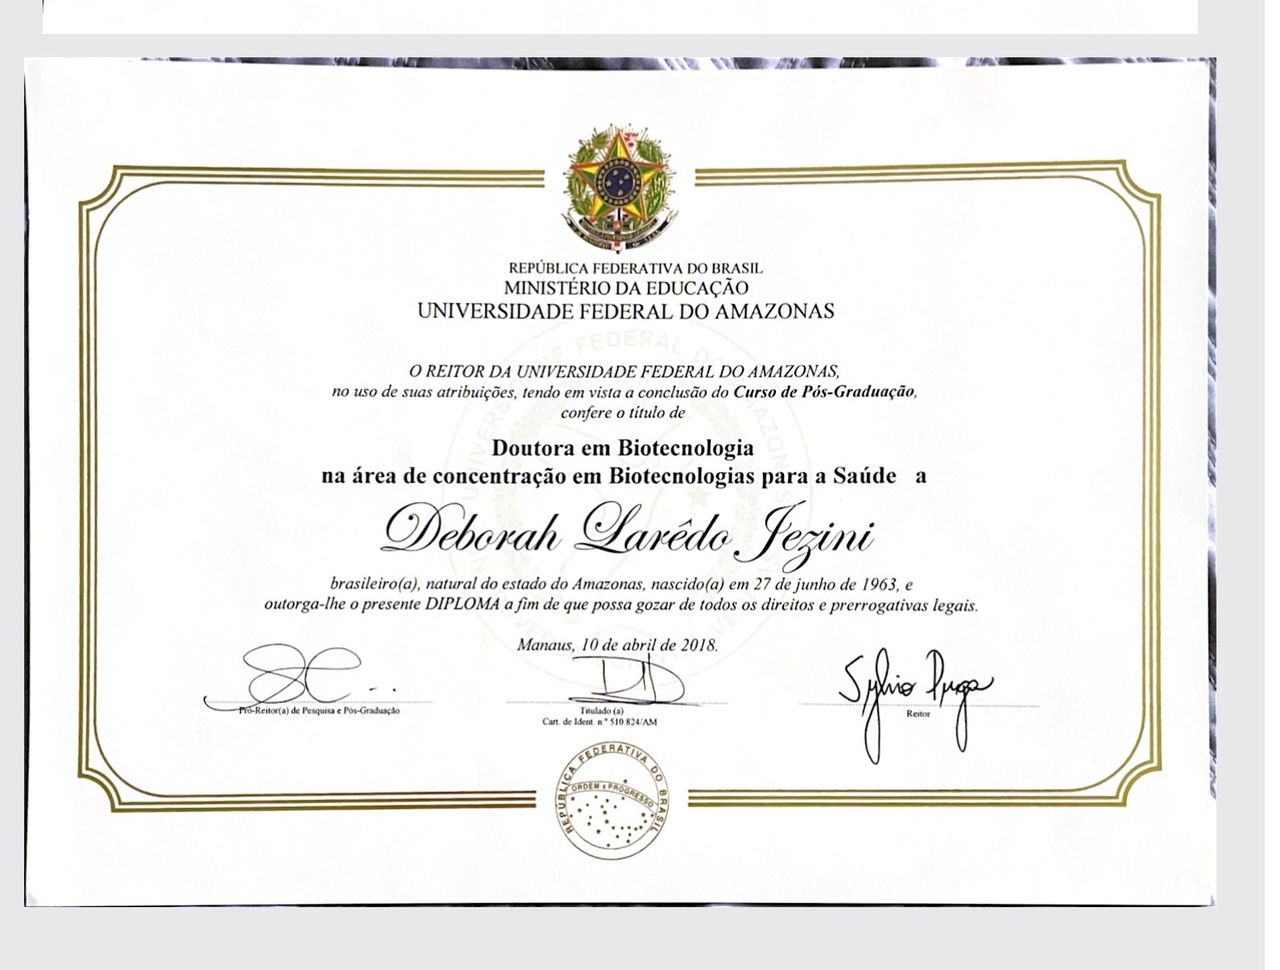 REPÚBLICA FEDERATIVA DO BRASIL
MINISTÉRIO DA EDUCAÇÃO
UNIVERSIDADE FEDERAL DO AMAZONAS
O REITOR DA UNIVERSIDADE FEDERAL DO AMAZONAS,
no uso de suas atribuições, tendo em vista a conclusão do Curso de Pós-Graduação,
confere o título de
Doutora em Biotecnologia
na área de concentração em Biotecnologias para a Saúde a
Deborah Larêdo Jezini
brasileiro(a), natural do estado do Amazonas, nascido(a) em 27 de junho de 1963, e
outorga-lhe o presente DIPLOMA a fim de que possa gozar de todos os direitos e prerrogativas legais.
Manaus, 10 de abril de 2018.
Pró-Reitor(a) de Pesquisa e Pós-Graduação
Titulado (a)
Cart. de Ident. n.º 510.824/AM
Sylvio Puga
Reitor
REPÚBLICA FEDERATIVA DO BRASIL
ORDEM E PROGRESSO